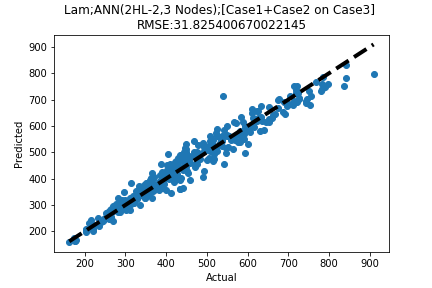 Lam;ANN(2HL-2,3 Nodes);[Case1+Case2 on Case3]
RMSE:31.825400670022145
900
800
700
600
500
400
300
200
Predicted
200 300 400 500 600 700 800 900
Actual